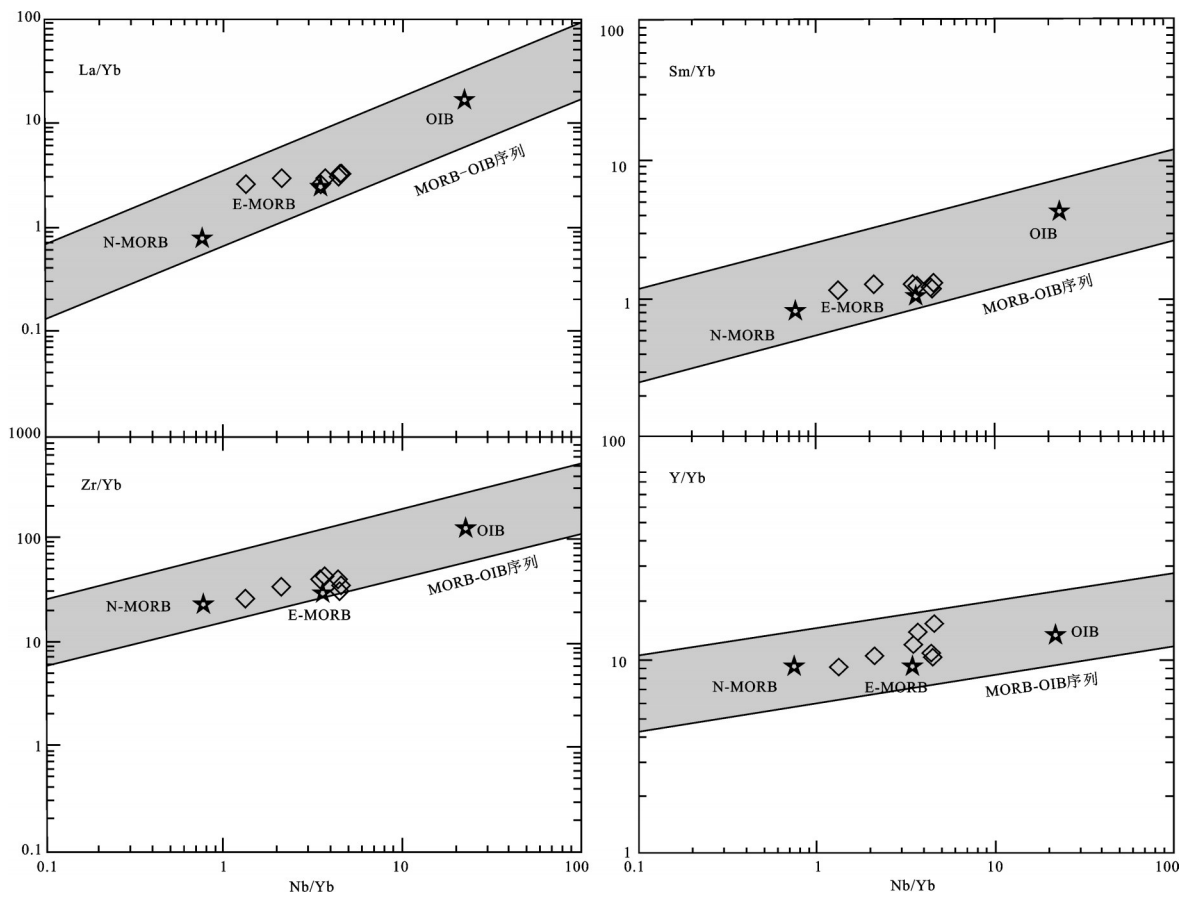 100
La/Yb
10
OIB
MORB-OIB序列
E-MORB
1
N-MORB
0.1
100
Sm/Yb
10
OIB
MORB-OIB序列
1
E-MORB
N-MORB
1000
Zr/Yb
100
OIB
MORB-OIB序列
N-MORB
E-MORB
10
1
0.1
0.1
1
10
100
Nb/Yb
100
Y/Yb
10
OIB
N-MORB
E-MORB
MORB-OIB序列
1
0.1
1
10
100
Nb/Yb